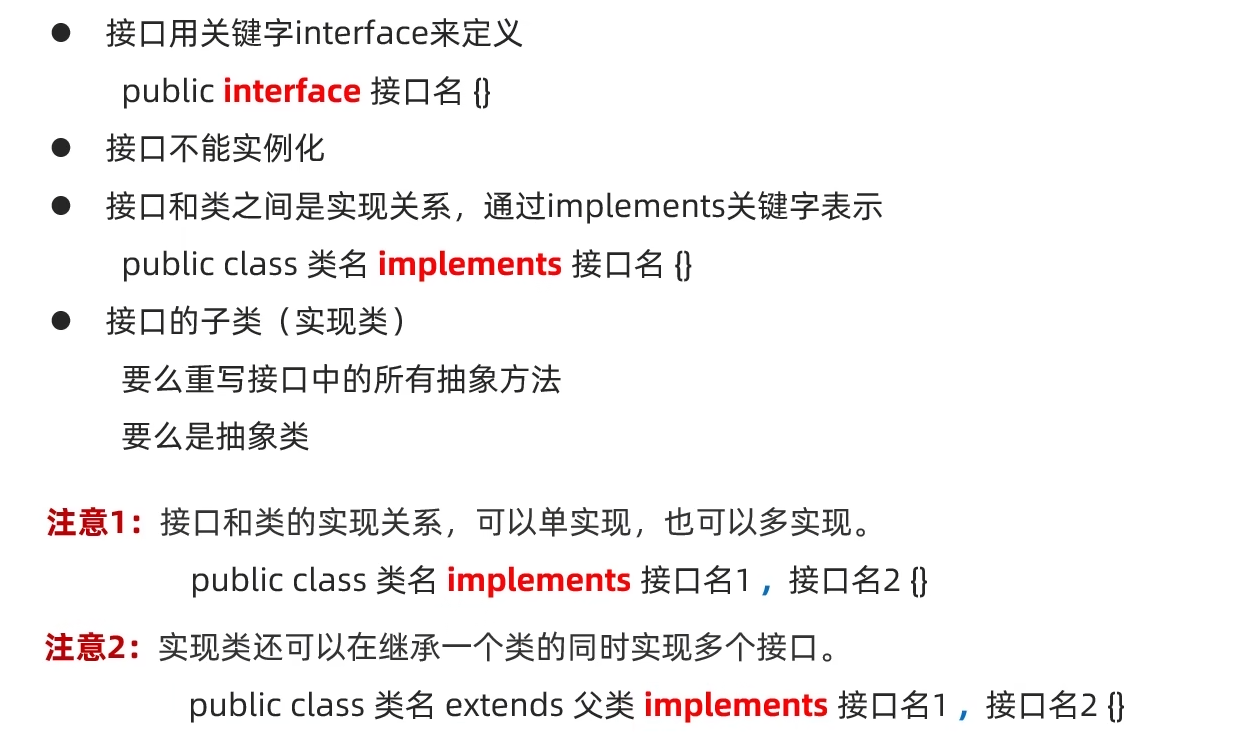 ● 接口用关键字interface来定义
public interface 接口名 {}
● 接口不能实例化
● 接口和类之间是实现关系，通过implements关键字表示
public class 类名 implements 接口名 {}
● 接口的子类（实现类）
要么重写接口中的所有抽象方法
要么是抽象类
注意1：接口和类的实现关系，可以单实现，也可以多实现。
public class 类名 implements 接口名1 ，接口名2 {}
注意2：实现类还可以在继承一个类的同时实现多个接口。
public class 类名 extends 父类 implements 接口名1 ，接口名2 {}